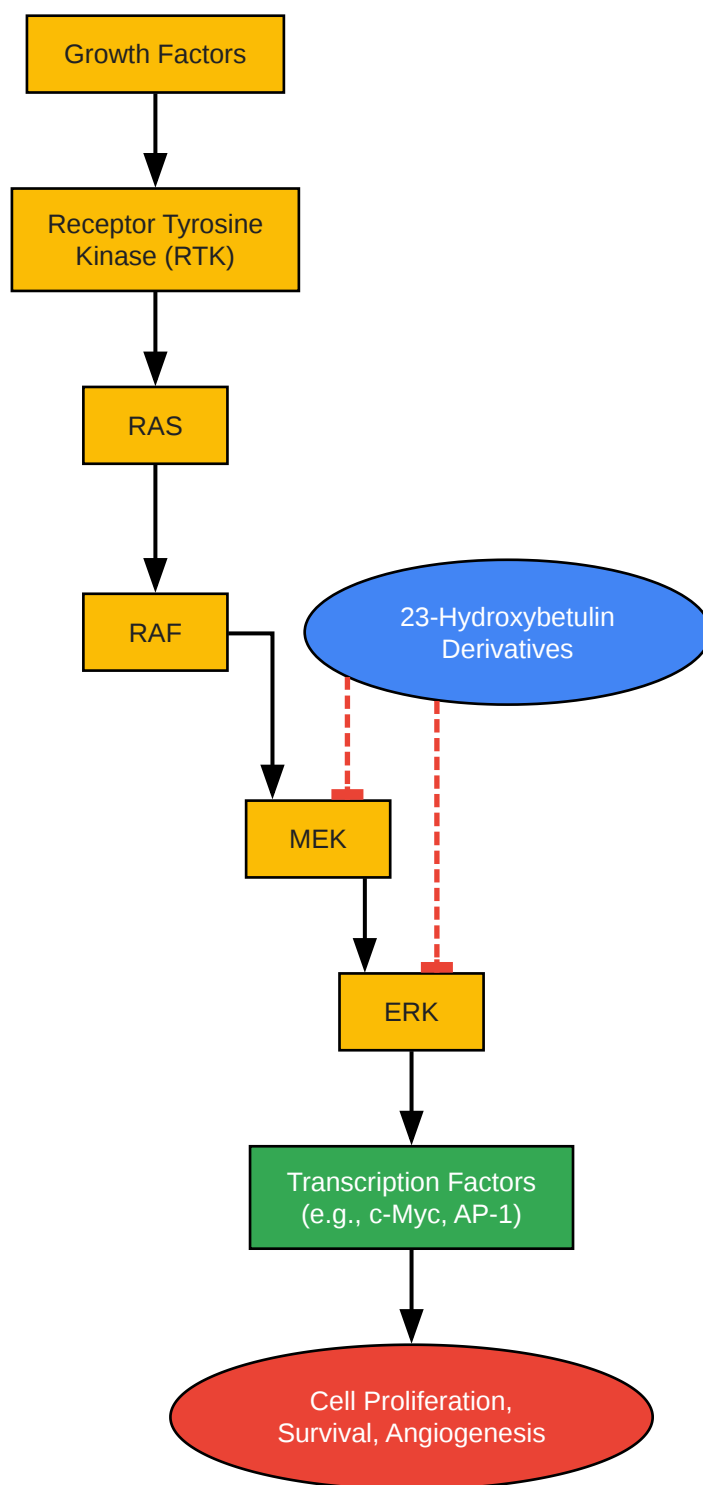 Growth Factors
Receptor Tyrosine
Kinase (RTK)
RAS
RAF
23-Hydroxybetulin
Derivatives
MEK
ERK
Transcription Factors
(e.g., c-Myc, AP-1)
Cell Proliferation,
Survival, Angiogenesis